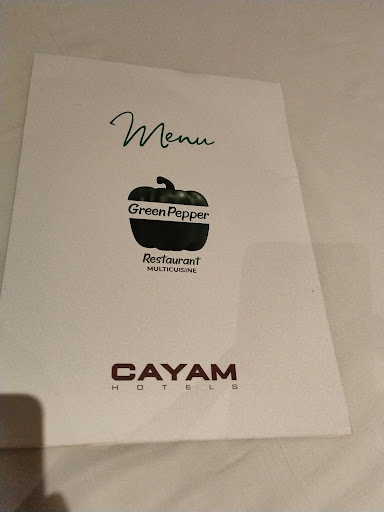 Menu
Green Pepper
Restaurant
MULTICUISINE
CAYAM
HOTELS